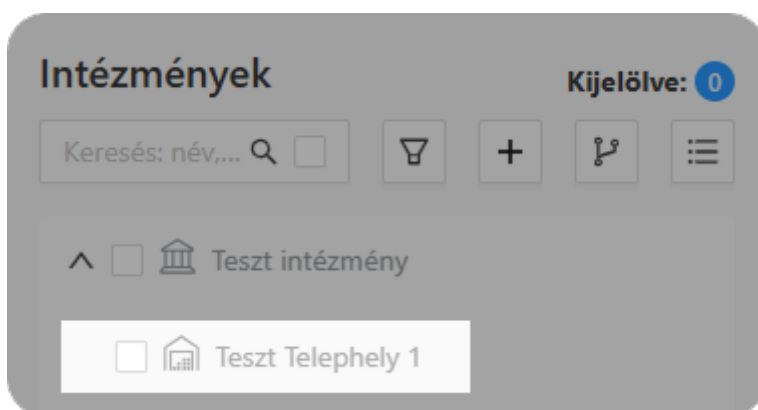 Intézmények
Kijelölve: 0
Keresés: név,...
Teszt intézmény
Teszt Telephely 1